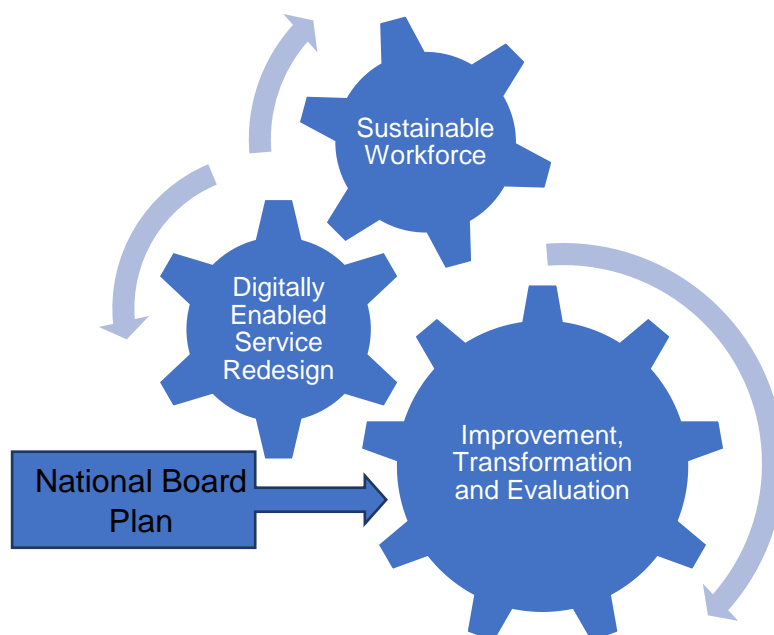 Sustainable
Workforce
Digitally
Enabled
Service
Redesign
Improvement,
Transformation
and Evaluation
National Board
Plan